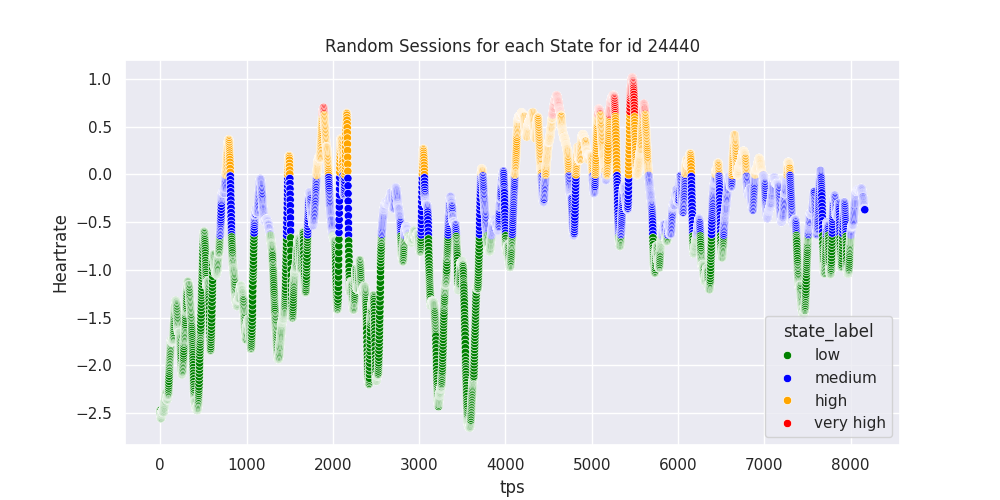 Random Sessions for each State for id 24440
Heartrate
1.0
0.5
0.0
−0.5
−1.0
−1.5
−2.0
−2.5
0 1000 2000 3000 4000 5000 6000 7000 8000
tps
state_label
low
medium
high
very high